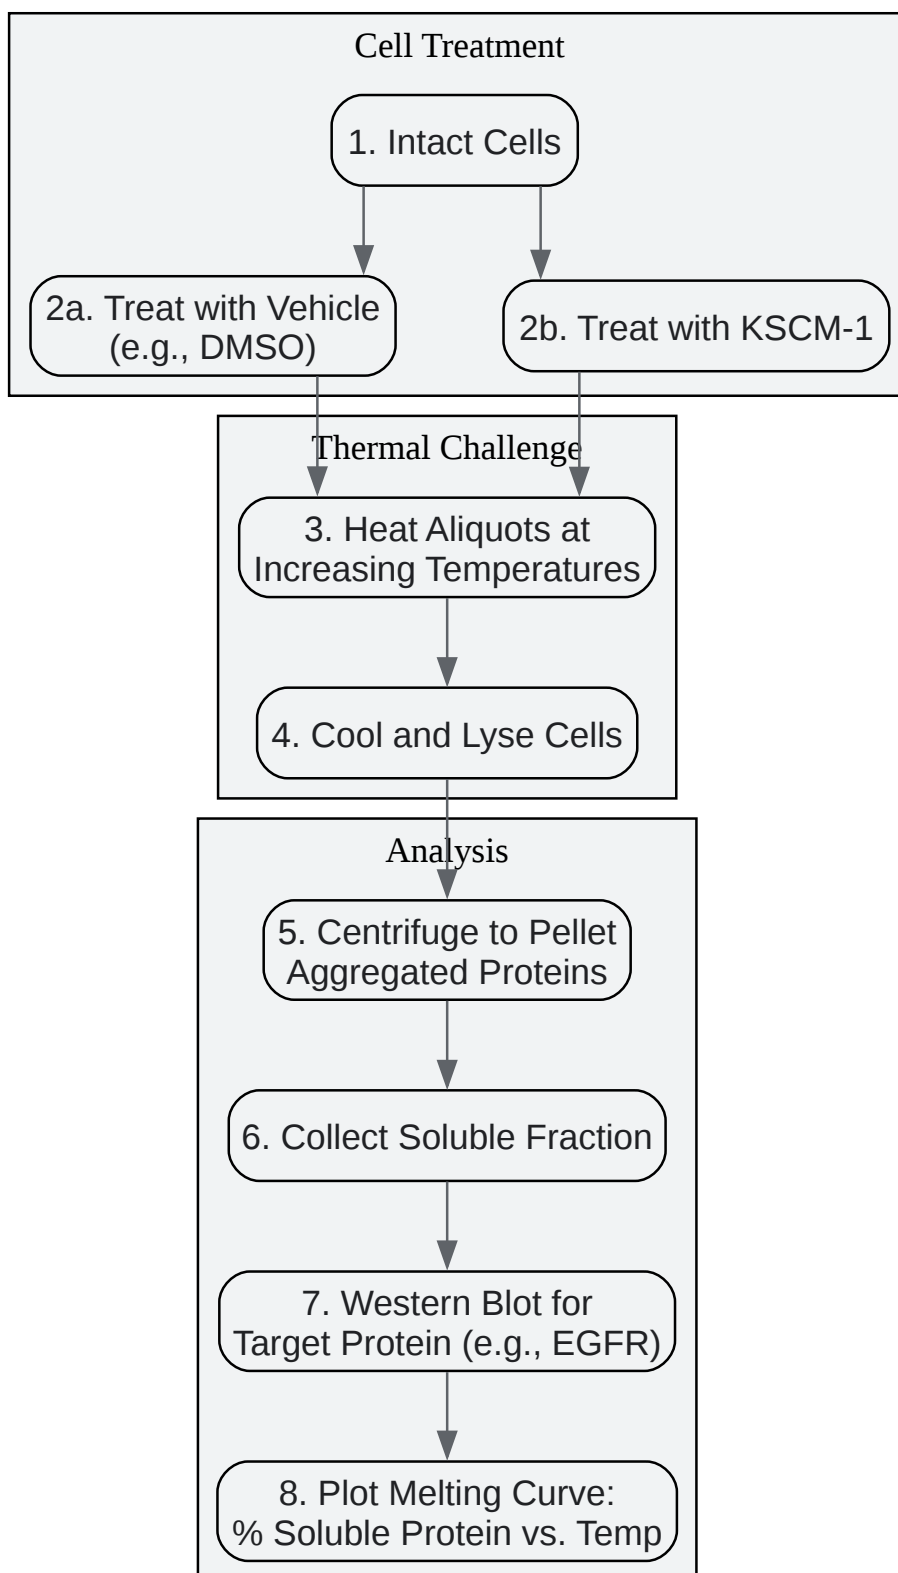 Cell Treatment
1. Intact Cells
2a. Treat with Vehicle
(e.g., DMSO)
2b. Treat with KSCM-1
Thermal Challenge
3. Heat Aliquots at
Increasing Temperatures
4. Cool and Lyse Cells
Analysis
5. Centrifuge to Pellet
Aggregated Proteins
6. Collect Soluble Fraction
7. Western Blot for
Target Protein (e.g., EGFR)
8. Plot Melting Curve:
% Soluble Protein vs. Temp